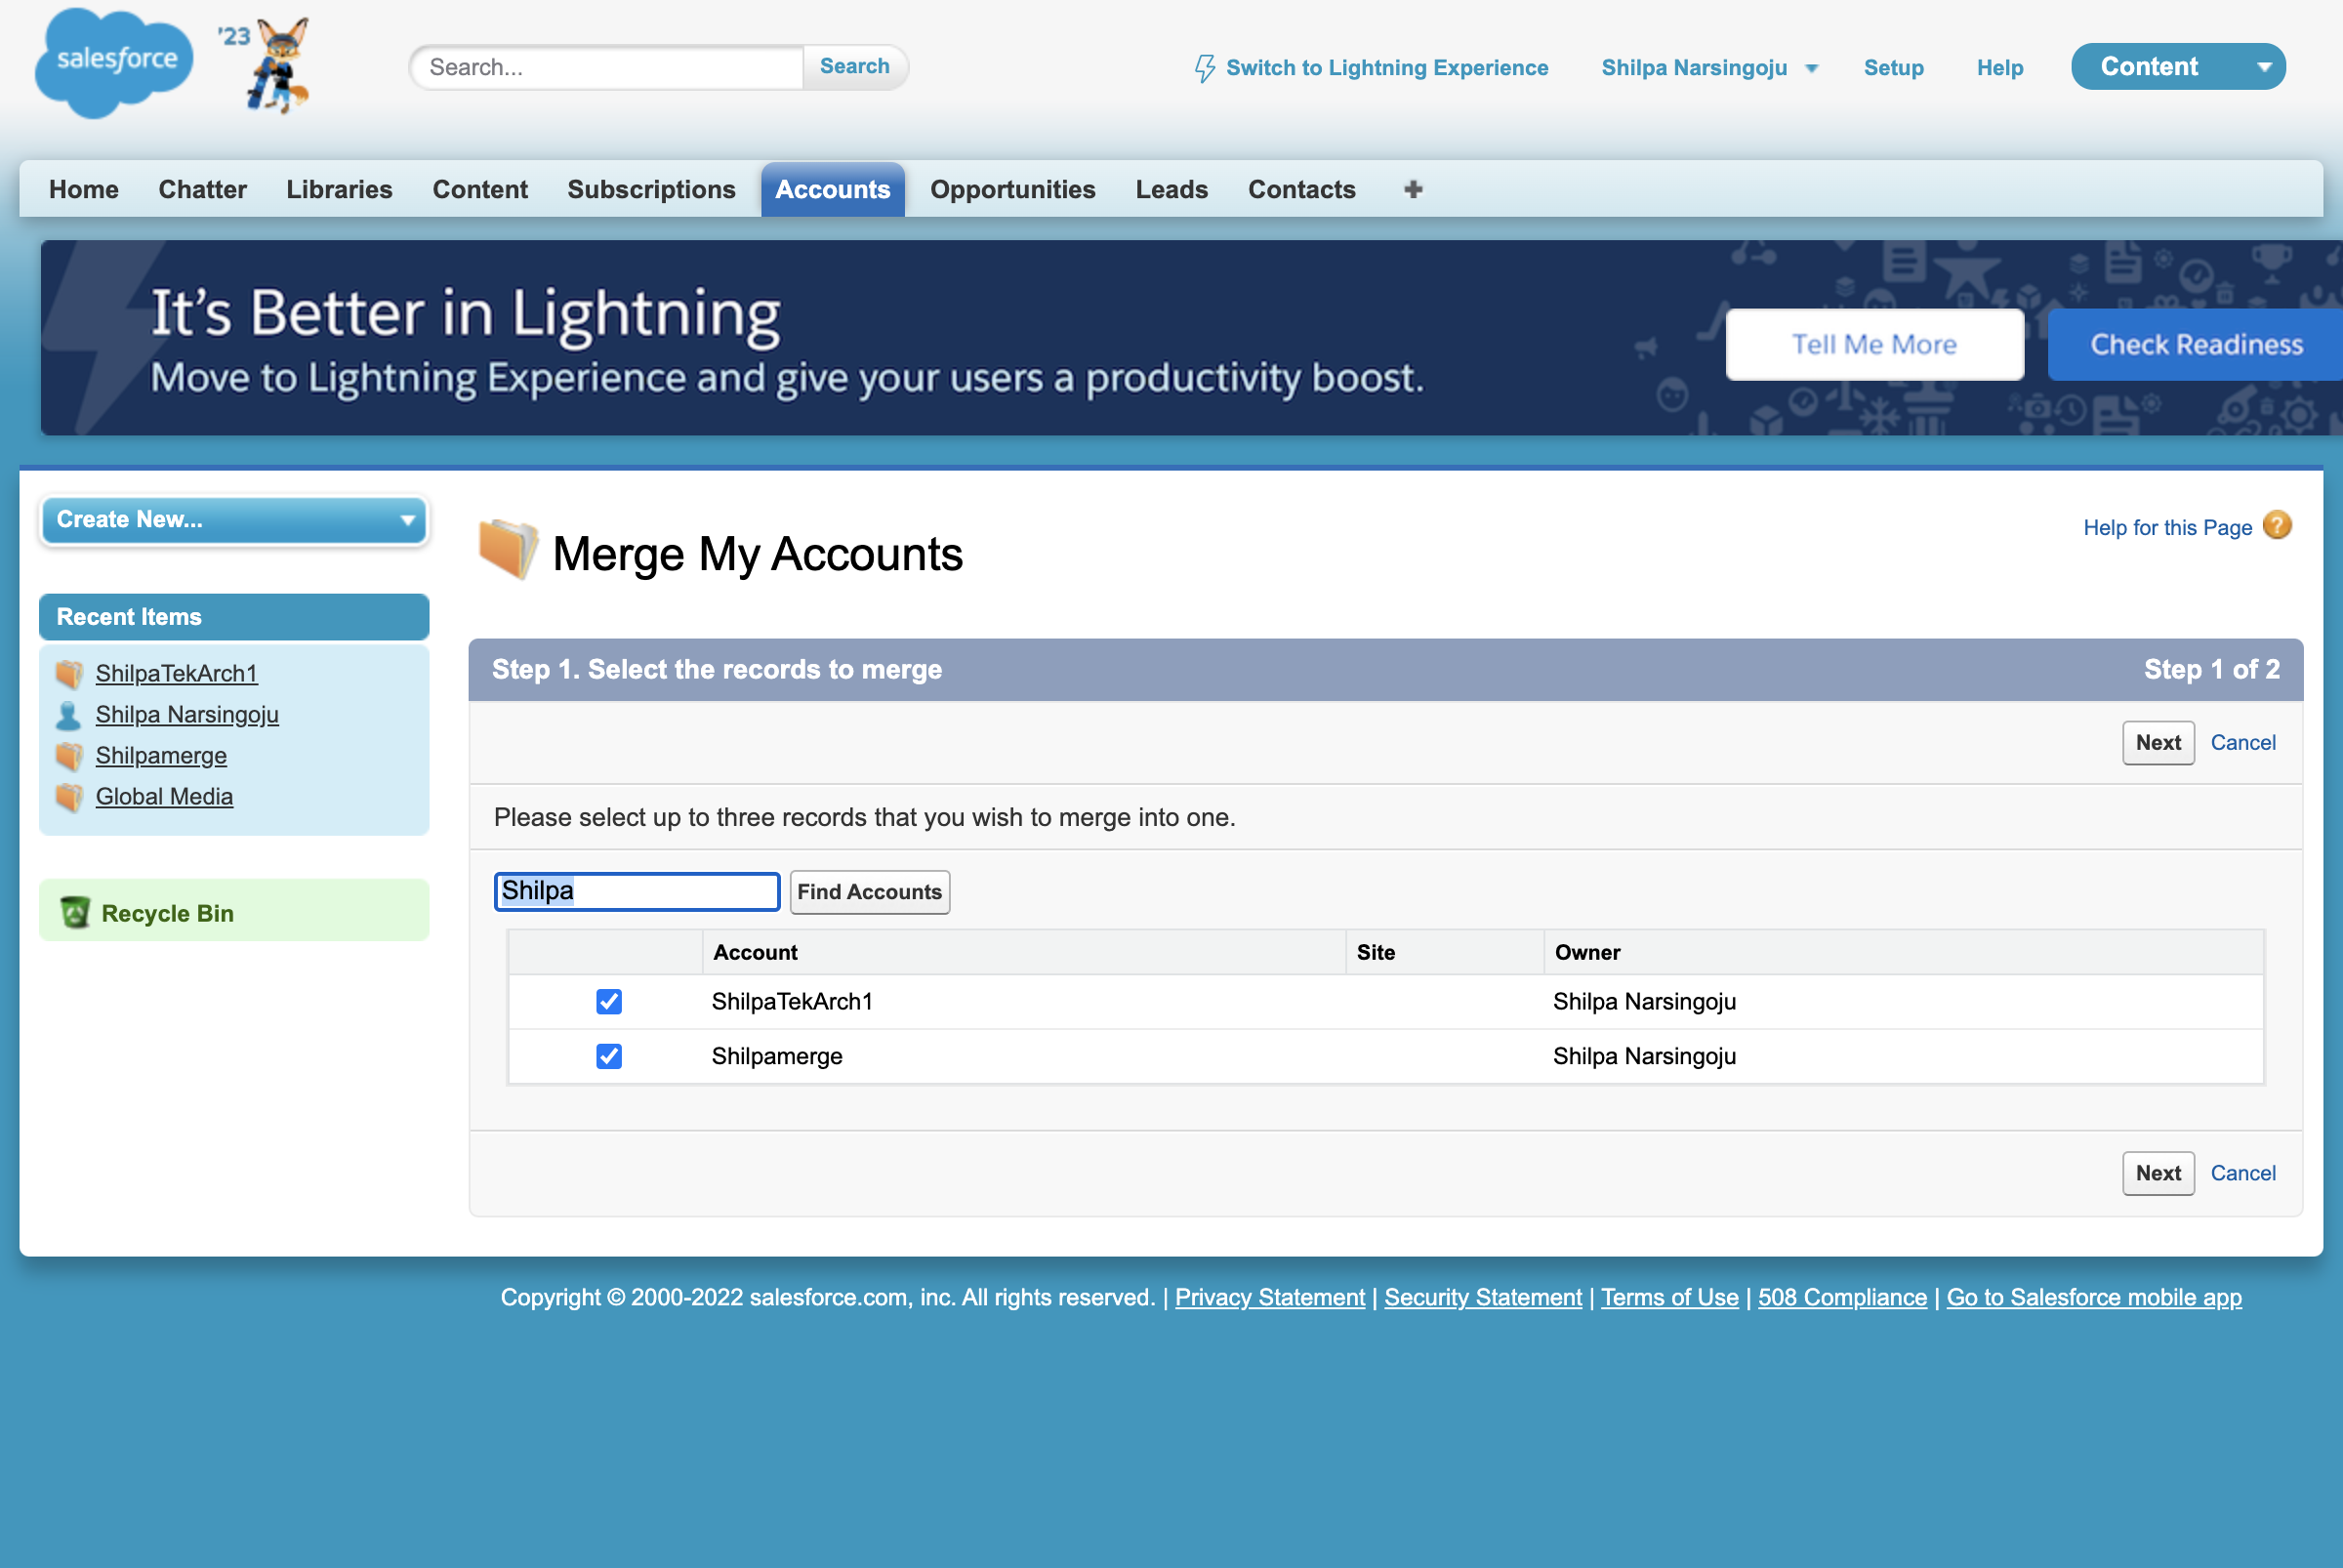 salesforce
'23
Search...
Search
Switch to Lightning Experience
Shilpa Narsingoju
Setup
Help
Content
Home
Chatter
Libraries
Content
Subscriptions
Accounts
Opportunities
Leads
Contacts
It's Better in Lightning
Move to Lightning Experience and give your users a productivity boost.
Tell Me More
Check Readiness
Create New...
Recent Items
ShilpaTekArch1
Shilpa Narsingoju
Shilpamerge
Global Media
Recycle Bin
Merge My Accounts
Help for this Page ?
Step 1. Select the records to merge
Step 1 of 2
Next
Cancel
Please select up to three records that you wish to merge into one.
Shilpa
Find Accounts
Account
Site
Owner
ShilpaTekArch1
Shilpa Narsingoju
Shilpamerge
Shilpa Narsingoju
Next
Cancel
Copyright © 2000-2022 salesforce.com, inc. All rights reserved. | Privacy Statement | Security Statement | Terms of Use | 508 Compliance | Go to Salesforce mobile app